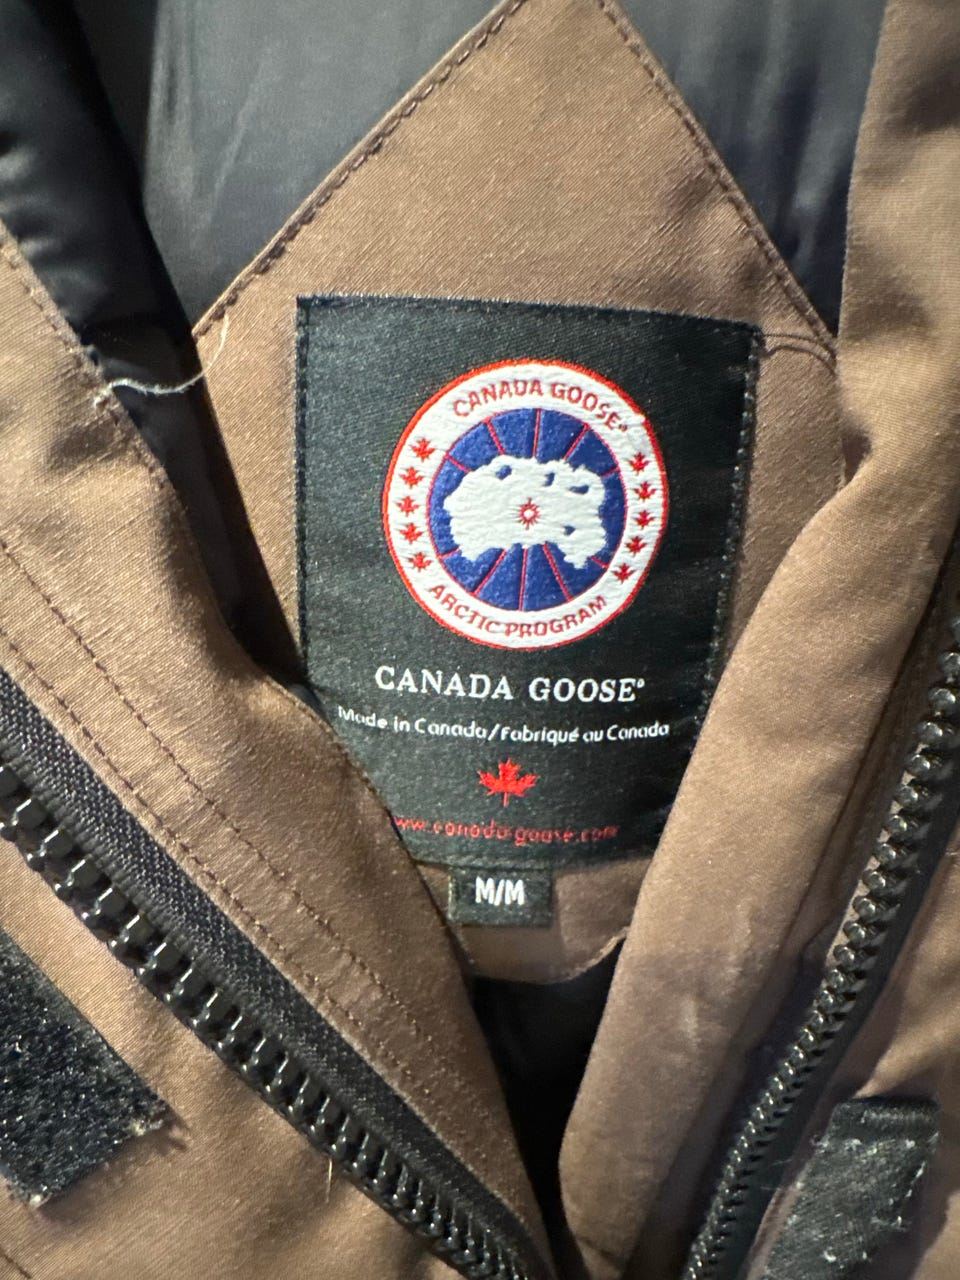 CANADA GOOSE®
ARCTIC PROGRAM
CANADA GOOSE®
Made in Canada/Fabriqué au Canada
www.canada-goose.com
M/M